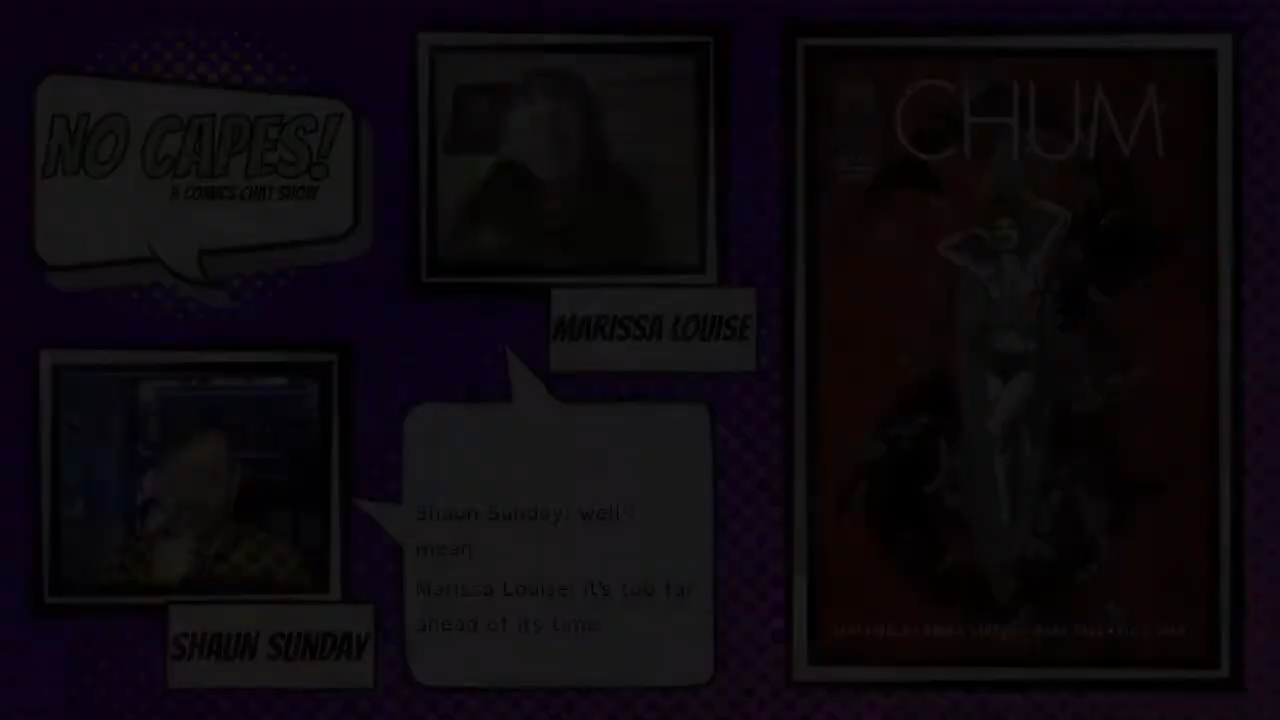 NO CAPES!
A COMICS CHAT SHOW
CHUM
MARISSA LOUISE
Shaun Sunday: well i
mean
Marissa Louise: it's too far
ahead of its time
SHAUN SUNDAY